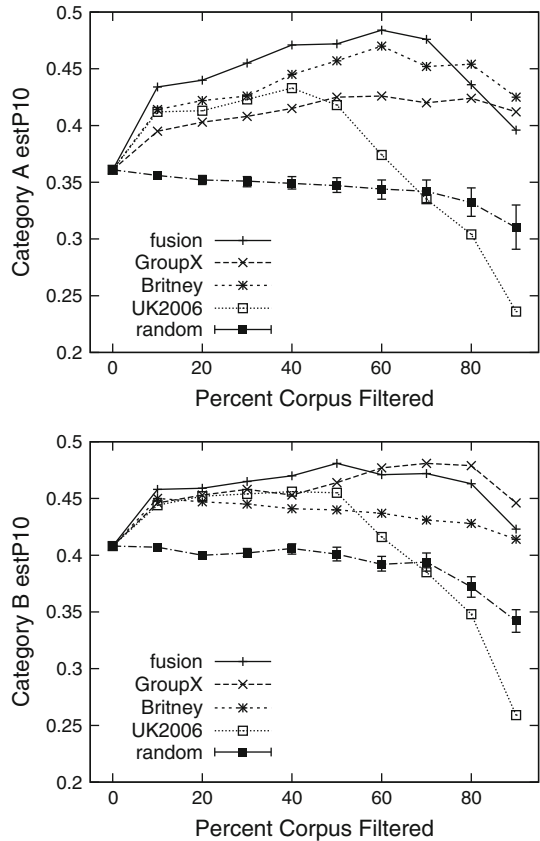 0.5
0.45
0.4
0.35
0.3
0.25
0.2
Category A estP10
fusion
GroupX
Britney
UK2006
random
0 20 40 60 80
Percent Corpus Filtered
0.5
0.45
0.4
0.35
0.3
0.25
0.2
Category B estP10
fusion
GroupX
Britney
UK2006
random
0 20 40 60 80
Percent Corpus Filtered